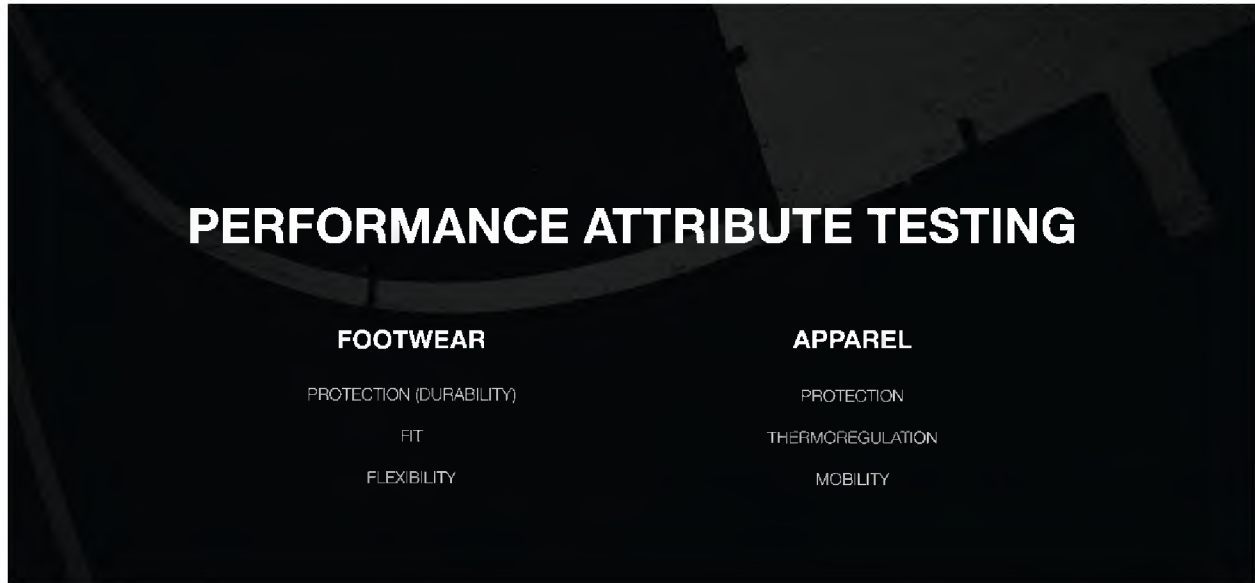 PERFORMANCE ATTRIBUTE TESTING
FOOTWEAR
PROTECTION (DURABILITY)
FIT
FLEXIBILITY
APPAREL
PROTECTION
THERMOREGULATION
MOBILITY